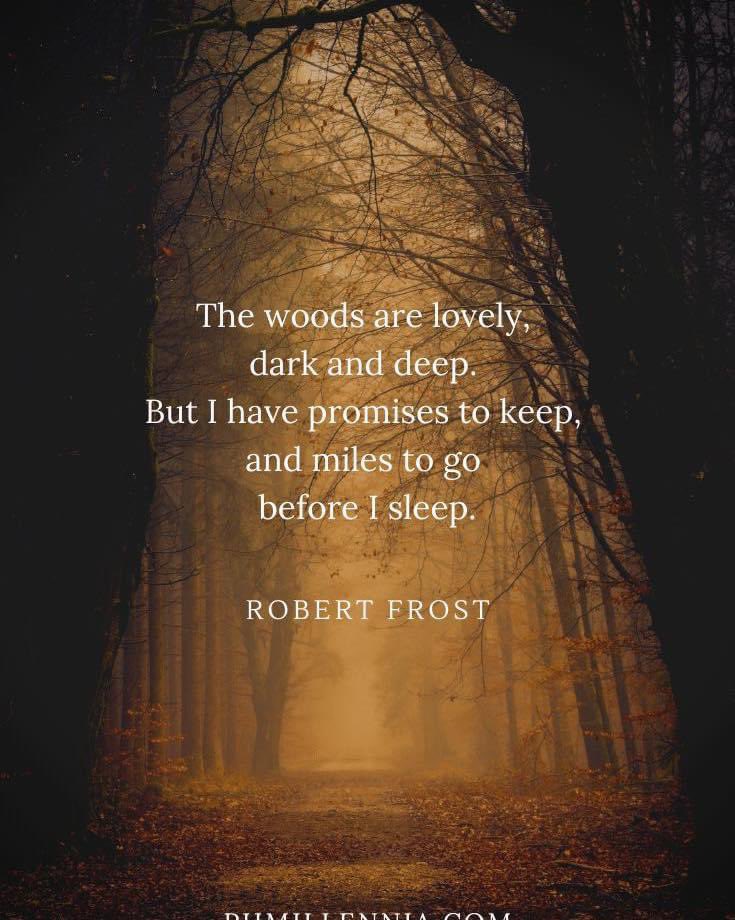 The woods are lovely,
dark and deep.
But I have promises to keep,
and miles to go
before I sleep.
ROBERT FROST